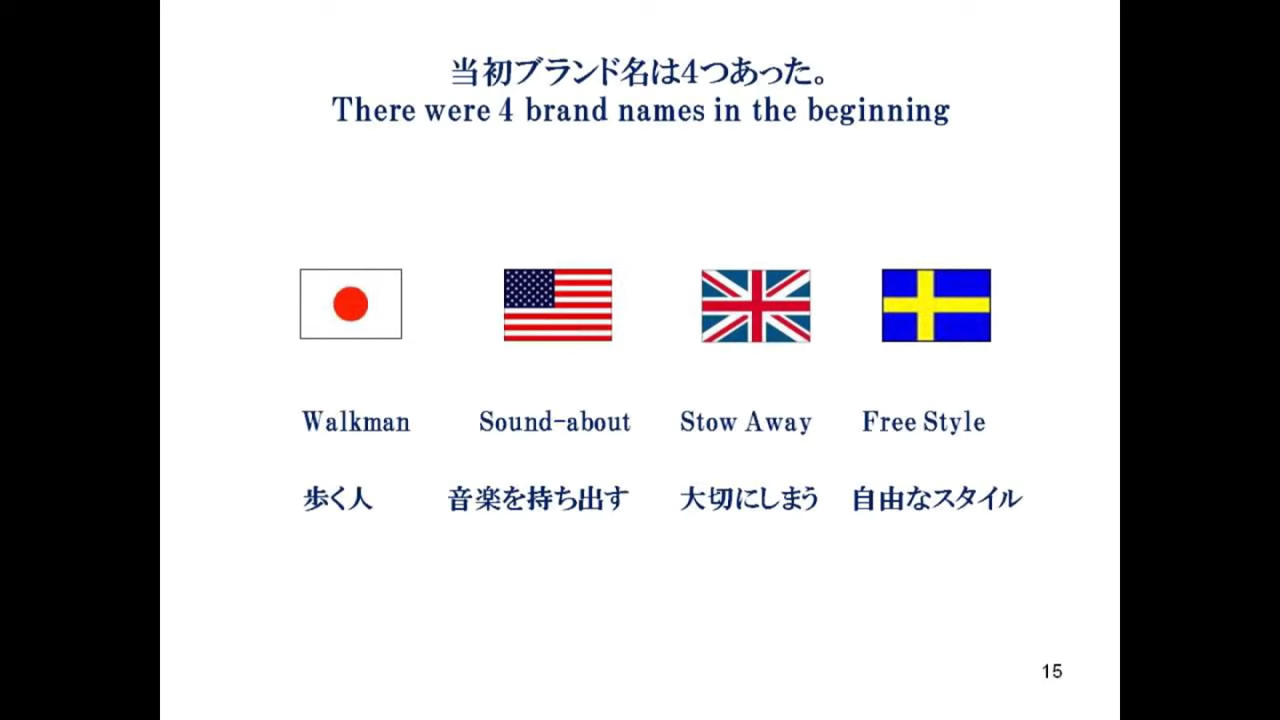 当初ブランド名は4つあった。
There were 4 brand names in the beginning
Walkman Sound-about Stow Away Free Style
歩く人 音楽を持ち出す 大切にしまう 自由なスタイル
15